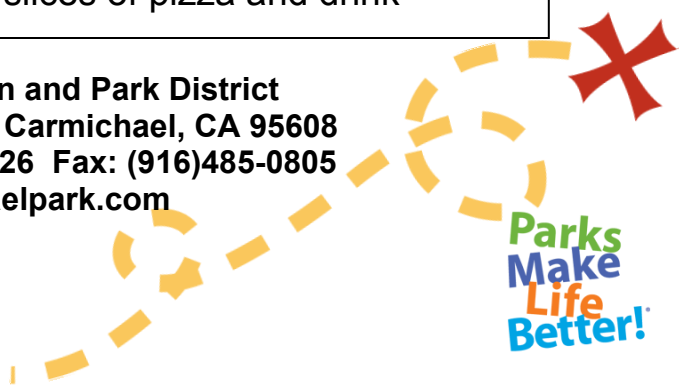 slices of pizza and drink
n and Park District
Carmichael, CA 95608
26 Fax: (916)485-0805
elpark.com
Parks
Make
Life
Better!